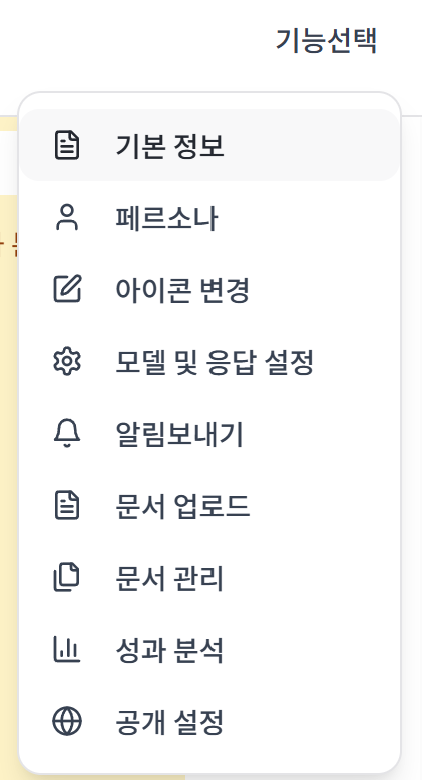 기능선택
기본 정보
페르소나
아이콘 변경
모델 및 응답 설정
알림보내기
문서 업로드
문서 관리
성과 분석
공개 설정